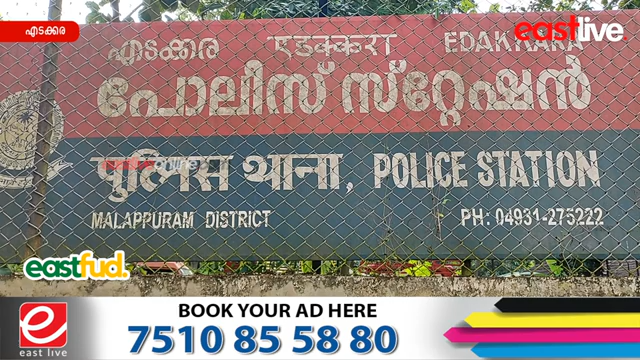 എടക്കര
eastlive
എടക്കര एडक्करा EDAKKARA
പോലിസ് സ്റ്റേഷൻ
पुलिस थाना, POLICE STATION
MALAPPURAM DISTRICT PH: 04931-275222
eastfud.
BOOK YOUR AD HERE
7510 85 58 80
e
east live